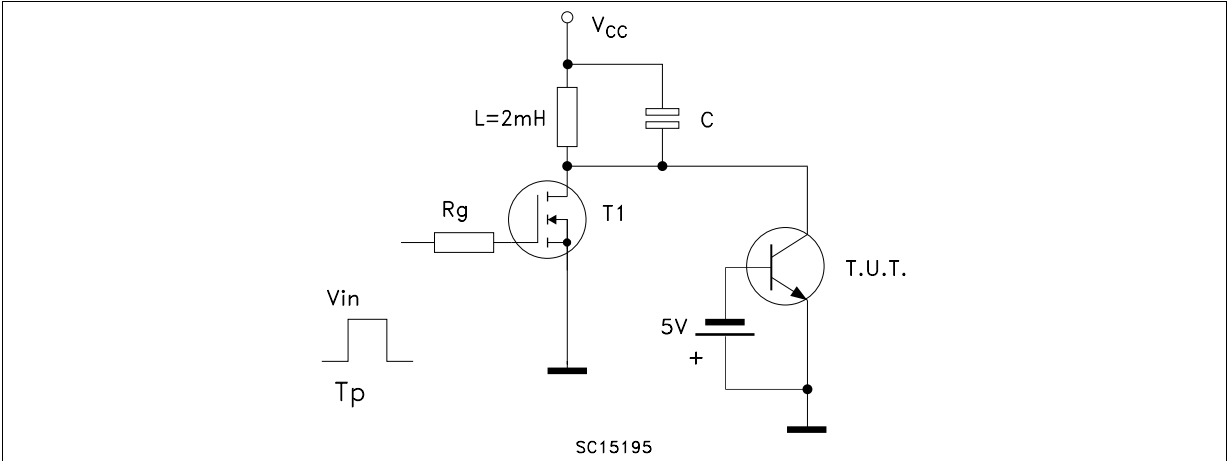 VCC
L=2mH
C
Rg
T1
T.U.T.
Vin
5V
+
Tp
SC15195